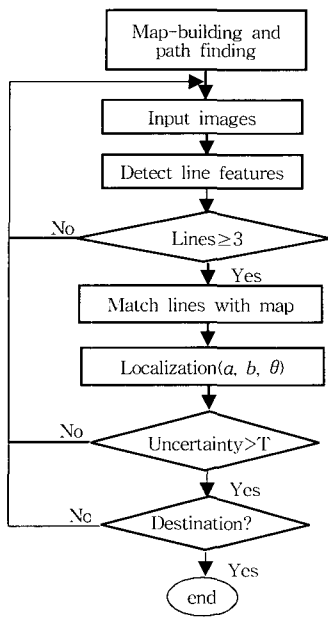 Map-building and
path finding
Input images
Detect line features
No
Lines≥3
Yes
Match lines with map
Localization(a, b, θ)
No
Uncertainty>T
Yes
No
Destination?
Yes
end